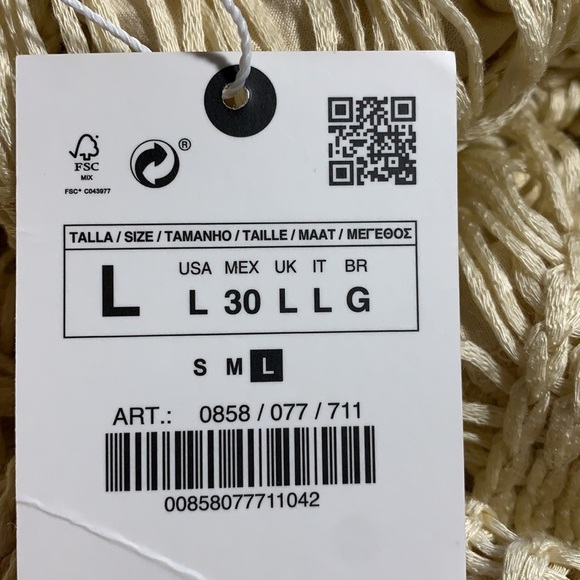 FSC
MIX
FSC® C043977
®
TALLA / SIZE / TAMANHO / TAILLE / MAAT / ΜΕΓΕΘΟΣ
L
USA MEX UK IT BR
L 30 L L G
S M L
ART.: 0858 / 077 / 711
00858077711042